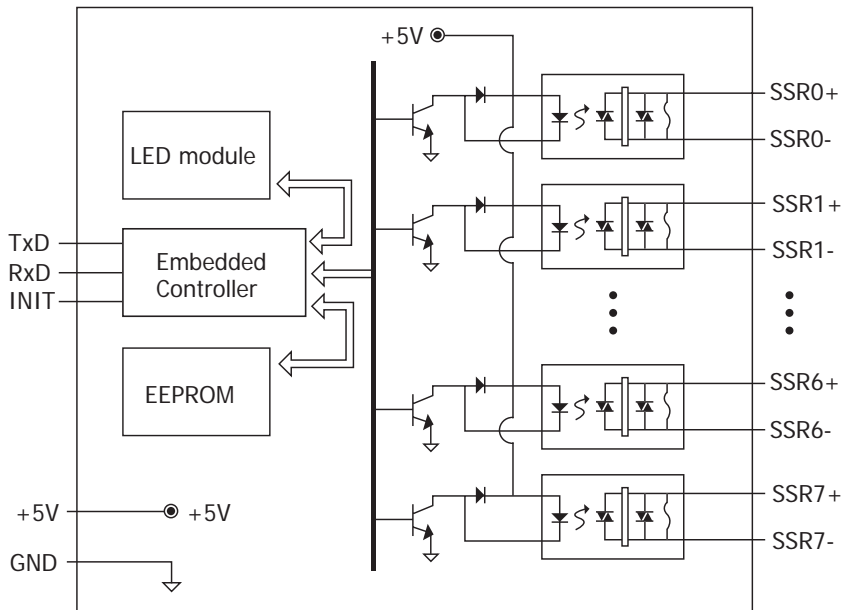 +5V
SSR0+
SSR0-
LED module
SSR1+
SSR1-
TxD
RxD
INIT
Embedded
Controller
EEPROM
SSR6+
SSR6-
+5V
+5V
SSR7+
SSR7-
GND